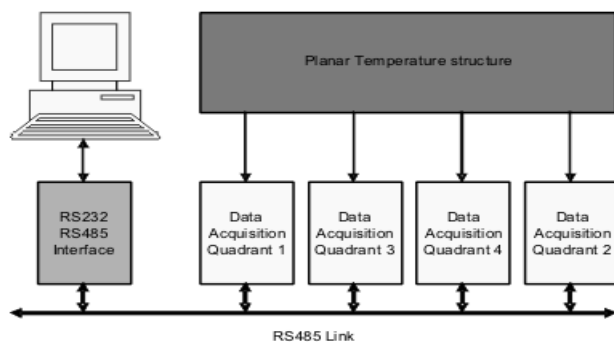 Planar Temperature structure
RS232
RS485
Interface
Data
Acquisition
Quadrant 1
Data
Acquisition
Quadrant 3
Data
Acquisition
Quadrant 4
Data
Acquisition
Quadrant 2
RS485 Link